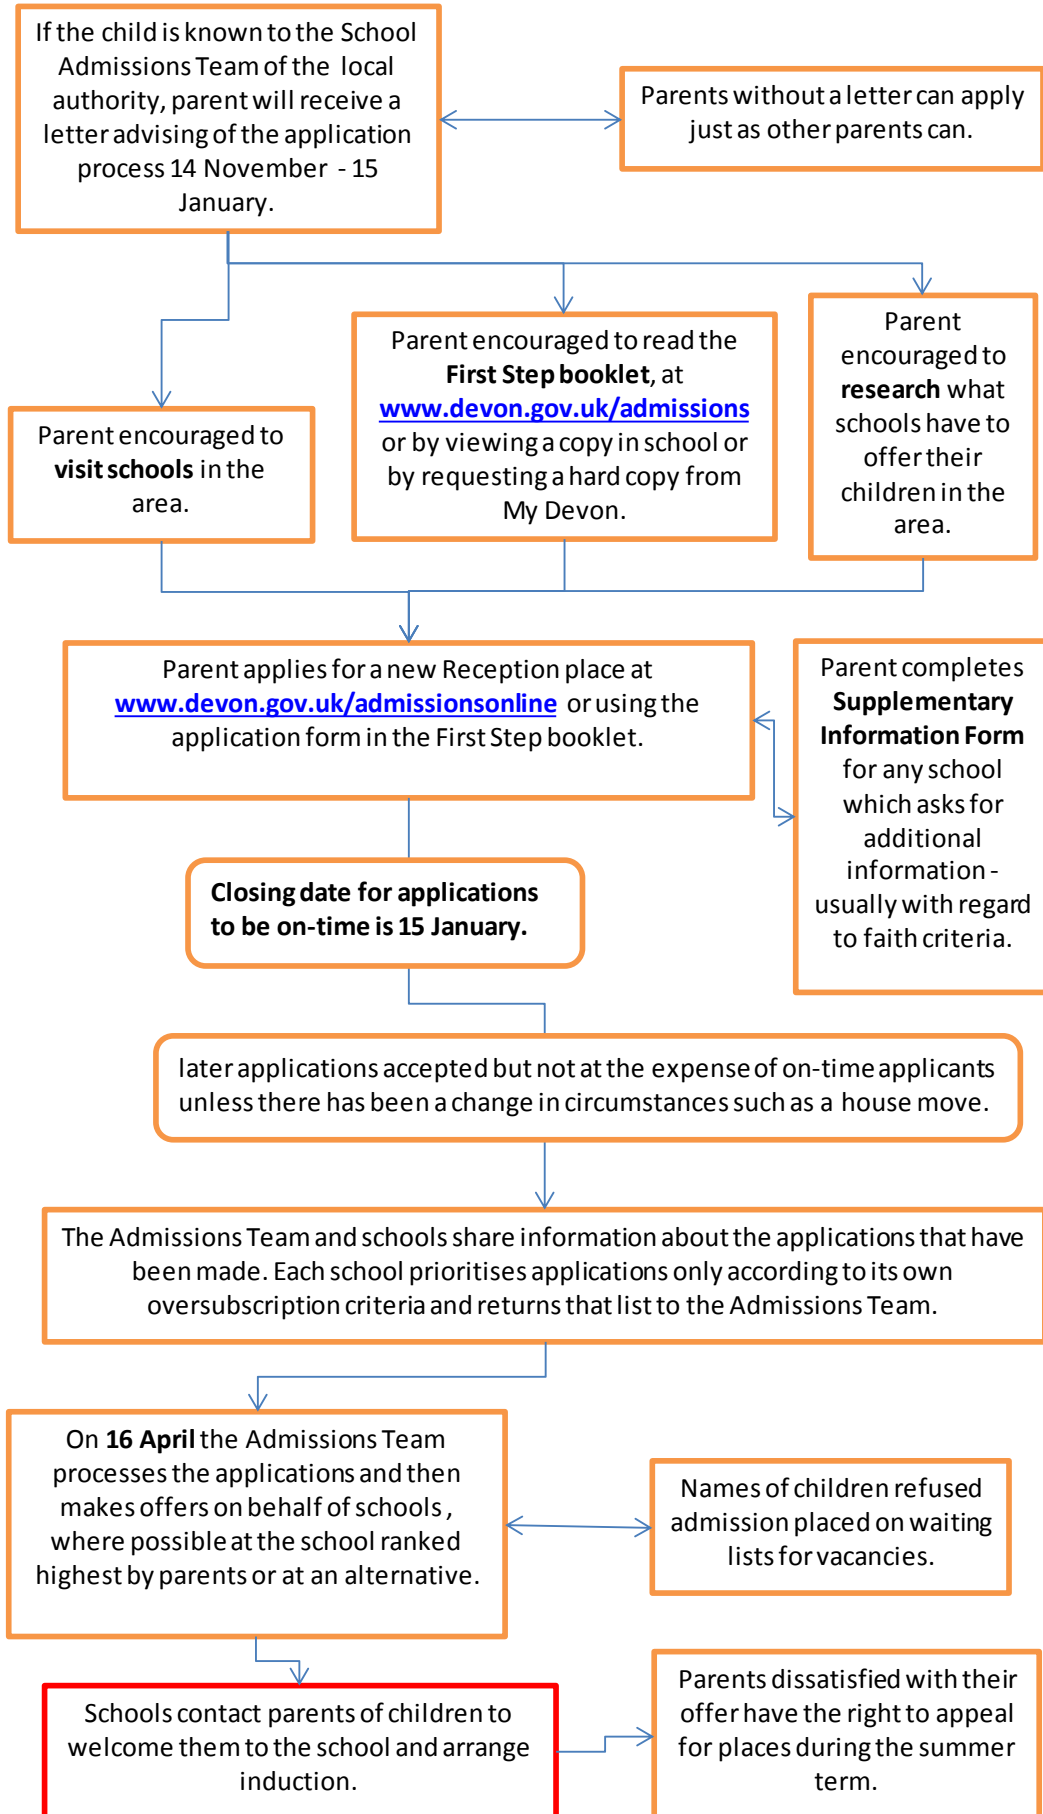 If the child is known to the School
Admissions Team of the local
authority, parent will receive a
letter advising of the application
process 14 November - 15
January.
Parents without a letter can apply
just as other parents can.
Parent encouraged to
visit schools in the
area.
Parent encouraged to read the
First Step booklet, at
www.devon.gov.uk/admissions
or by viewing a copy in school or
by requesting a hard copy from
My Devon.
Parent
encouraged to
research what
schools have to
offer their
children in the
area.
Parent applies for a new Reception place at
www.devon.gov.uk/admissionsonline or using the
application form in the First Step booklet.
Parent completes
Supplementary
Information Form
for any school
which asks for
additional
information -
usually with regard
to faith criteria.
Closing date for applications
to be on-time is 15 January.
later applications accepted but not at the expense of on-time applicants
unless there has been a change in circumstances such as a house move.
The Admissions Team and schools share information about the applications that have
been made. Each school prioritises applications only according to its own
oversubscription criteria and returns that list to the Admissions Team.
On 16 April the Admissions Team
processes the applications and then
makes offers on behalf of schools ,
where possible at the school ranked
highest by parents or at an alternative.
Names of children refused
admission placed on waiting
lists for vacancies.
Schools contact parents of children to
welcome them to the school and arrange
induction.
Parents dissatisfied with their
offer have the right to appeal
for places during the summer
term.